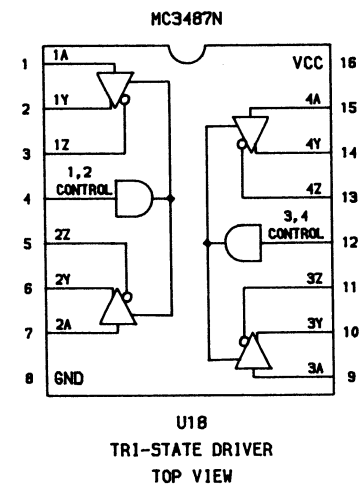 MC3487N
1 1A VCC 16
2 1Y 4A 15
3 1Z 4Y 14
4 1,2 CONTROL 4Z 13
5 2Z 3,4 CONTROL 12
6 2Y 3Z 11
7 2A 3Y 10
8 GND 3A 9
U18
TRI-STATE DRIVER
TOP VIEW